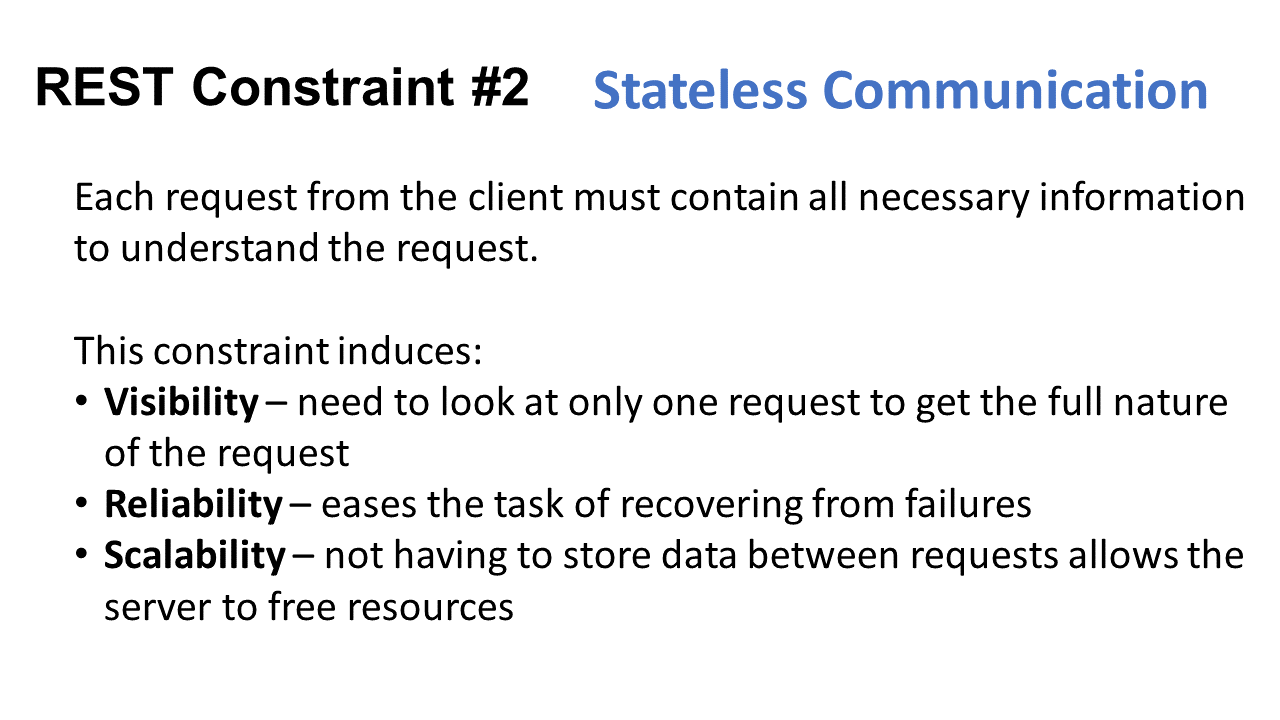 REST Constraint #2 Stateless Communication
Each request from the client must contain all necessary information
to understand the request.
This constraint induces:
• Visibility – need to look at only one request to get the full nature
of the request
• Reliability – eases the task of recovering from failures
• Scalability – not having to store data between requests allows the
server to free resources